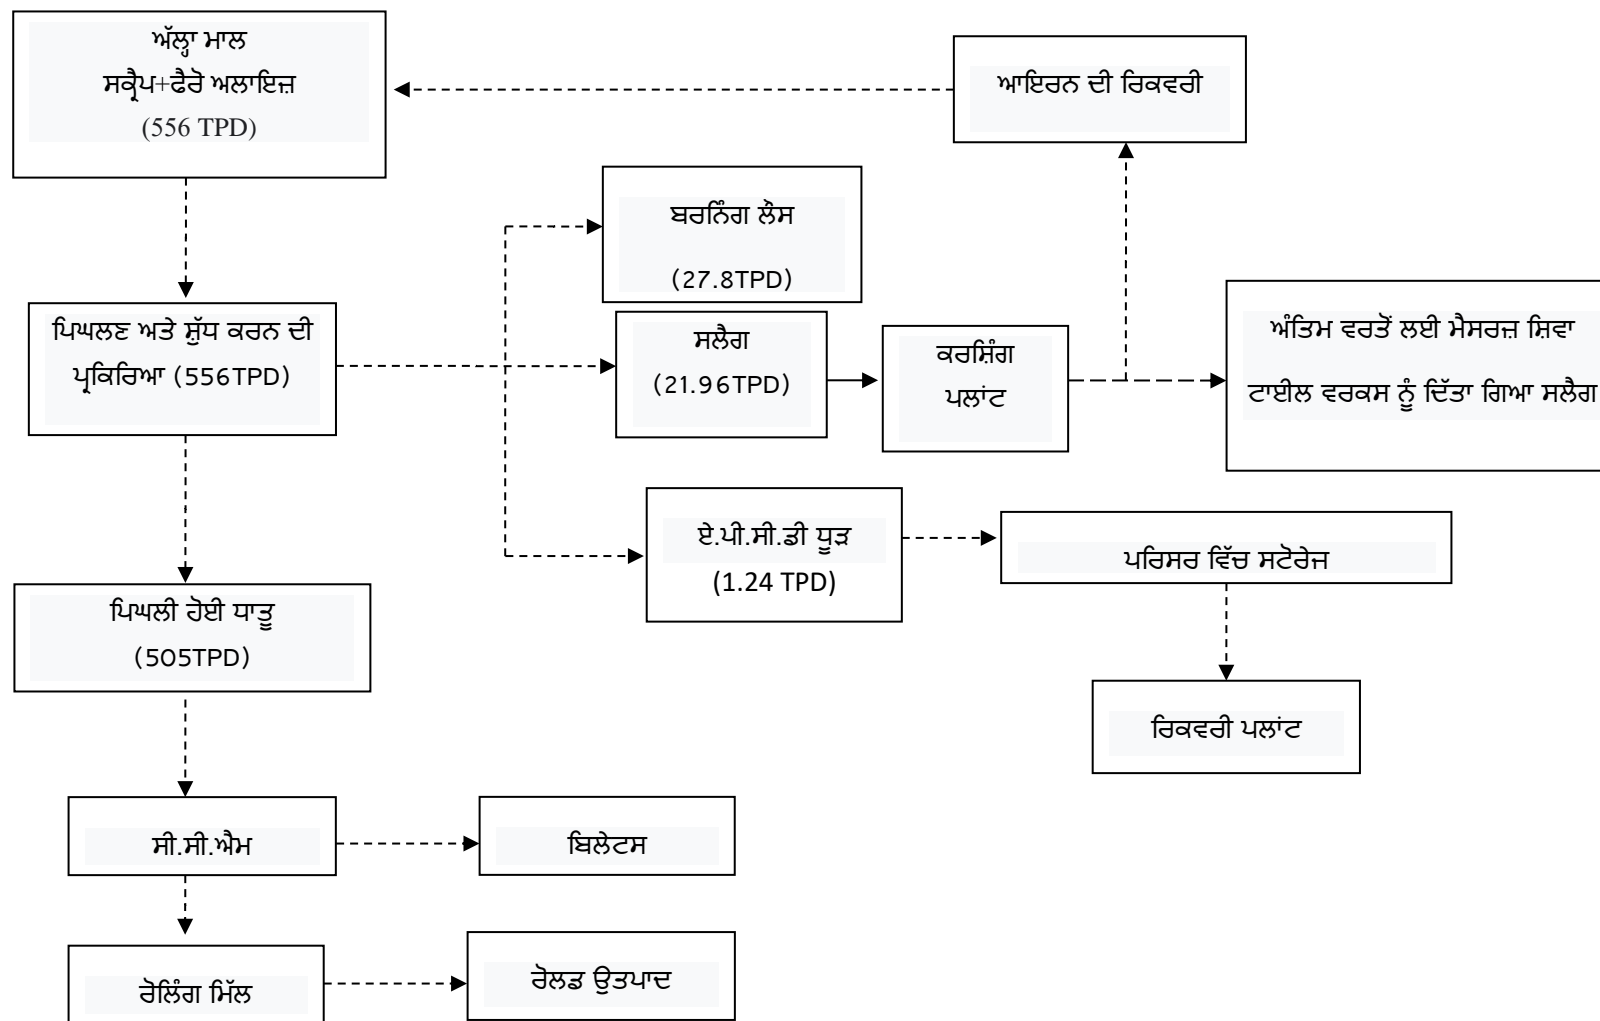 ਅੱਲ੍ਹਾ ਮਾਲ
ਸਕ੍ਰੈਪ+ਫੈਰੋ ਅਲਾਇਜ਼
(556 TPD)
ਆਇਰਨ ਦੀ ਰਿਕਵਰੀ
ਬਰਨਿੰਗ ਲੌਸ
(27.8TPD)
ਪਿਘਲਣ ਅਤੇ ਸ਼ੁੱਧ ਕਰਨ ਦੀ
ਪ੍ਰਕਿਰਿਆ (556TPD)
ਸਲੈਗ
(21.96TPD)
ਕਰਸ਼ਿੰਗ
ਪਲਾਂਟ
ਅੰਤਿਮ ਵਰਤੋਂ ਲਈ ਮੈਸਰਜ਼ ਸ਼ਿਵਾ
ਟਾਈਲ ਵਰਕਸ ਨੂੰ ਦਿੱਤਾ ਗਿਆ ਸਲੈਗ
ਏ.ਪੀ.ਸੀ.ਡੀ ਧੂੜ
(1.24 TPD)
ਪਰਿਸਰ ਵਿੱਚ ਸਟੋਰੇਜ
ਪਿਘਲੀ ਹੋਈ ਧਾਤੂ
(505TPD)
ਰਿਕਵਰੀ ਪਲਾਂਟ
ਸੀ.ਸੀ.ਐਮ
ਬਿਲੇਟਸ
ਰੋਲਿੰਗ ਮਿੱਲ
ਰੋਲਡ ਉਤਪਾਦ